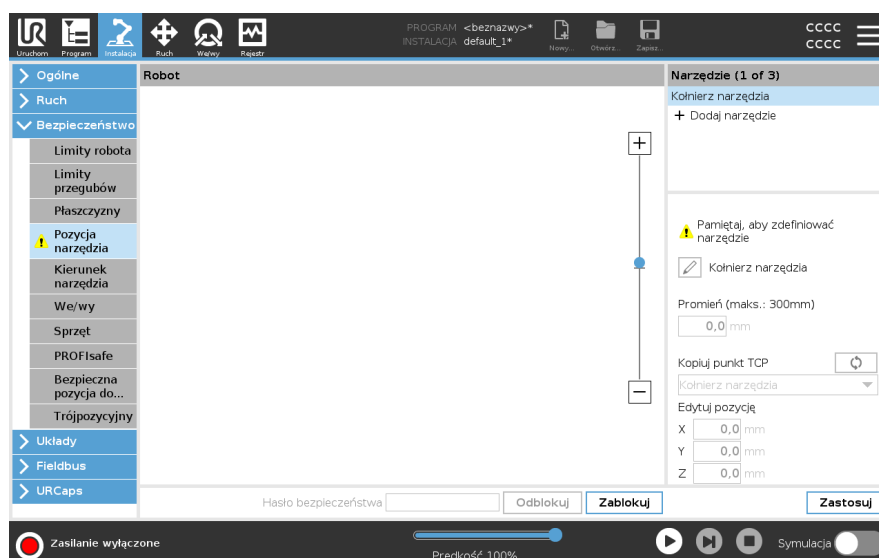 PROGRAM <beznazwy>*
INSTALACJA default_1*
cccc
cccc
Uruchom Program Instalacja Ruch We/wy Rejestr Nowy... Otwórz... Zapisz...
Ogólne
Ruch
Bezpieczeństwo
Limity robota
Limity
przegubów
Płaszczyzny
Pozycja
narzędzia
Kierunek
narzędzia
We/wy
Sprzęt
PROFIsafe
Bezpieczna
pozycja do...
Trójpozycyjny
Układy
Fieldbus
URCaps
Robot
Narzędzie (1 of 3)
Kołnierz narzędzia
+ Dodaj narzędzie
Pamiętaj, aby zdefiniować
narzędzie
Kołnierz narzędzia
Promień (maks.: 300mm)
0,0 mm
Kopiuj punkt TCP
Kołnierz narzędzia
Edytuj pozycję
X 0,0 mm
Y 0,0 mm
Z 0,0 mm
Hasło bezpieczeństwa Odblokuj Zablokuj Zastosuj
Zasilanie wyłączone
Prędkość 100%
Symulacja